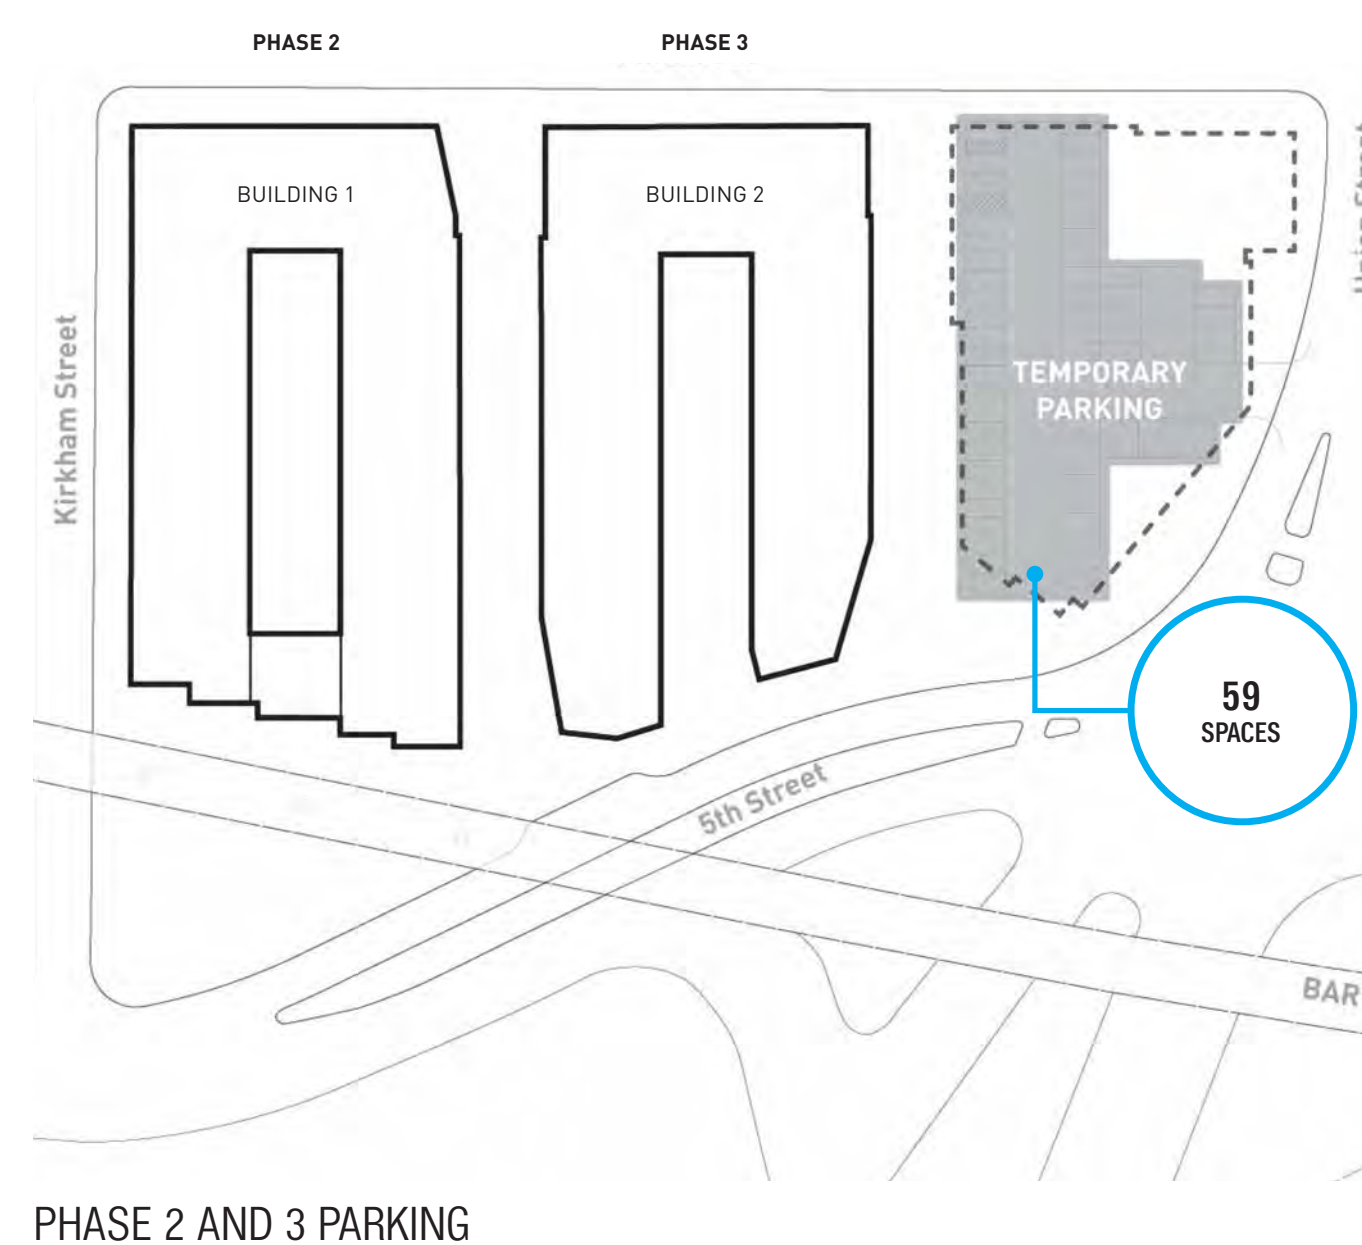 PHASE 2
PHASE 3
BUILDING 1
BUILDING 2
Kirkham Street
TEMPORARY
PARKING
59
SPACES
5th Street
BAR
PHASE 2 AND 3 PARKING